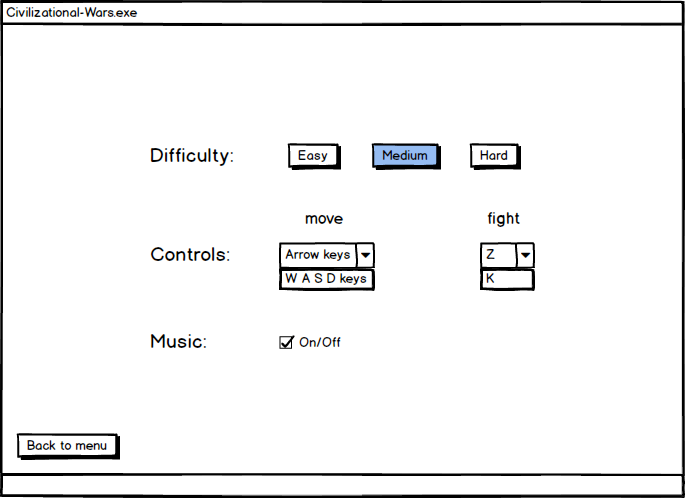 Civilizational-Wars.exe
Difficulty: Easy Medium Hard
move fight
Controls: Arrow keys Z
W A S D keys K
Music: On/Off
Back to menu